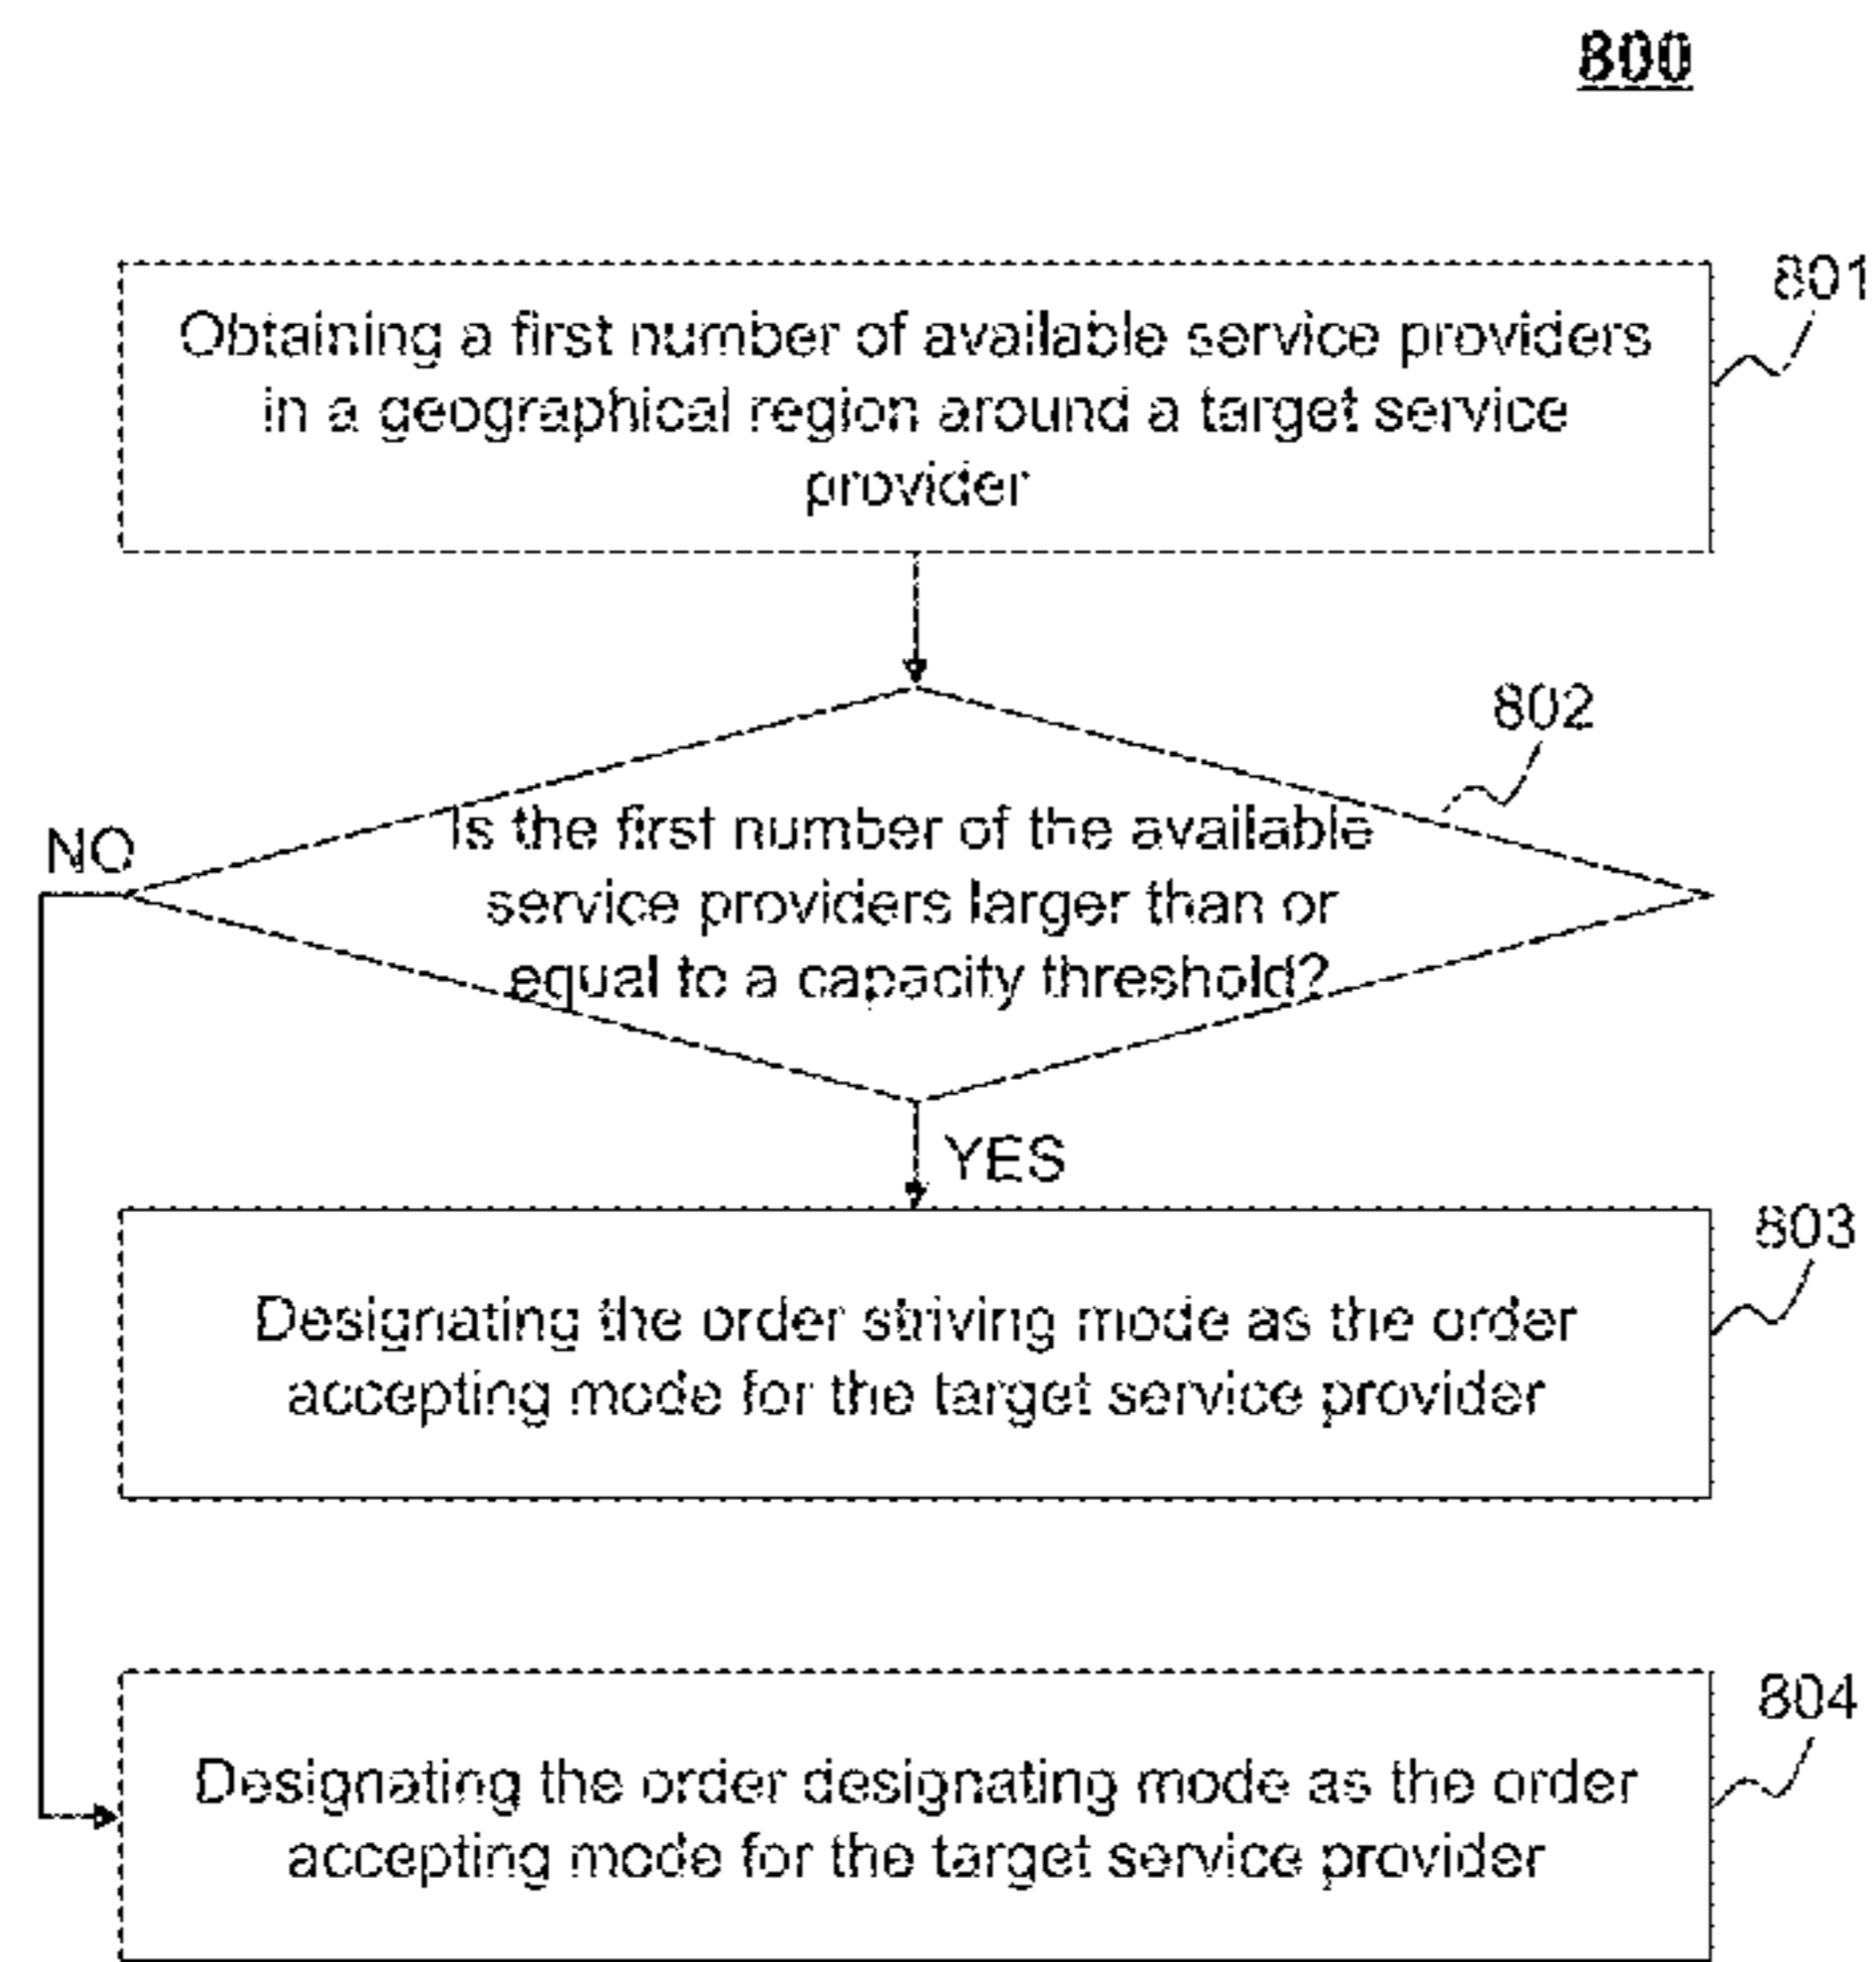 800
801
Obtaining a first number of available service providers
in a geographical region around a target service
provider
802
NO
Is the first number of the available
service providers larger than or
equal to a capacity threshold?
YES
803
Designating the order striving mode as the order
accepting mode for the target service provider
804
Designating the order designating mode as the order
accepting mode for the target service provider